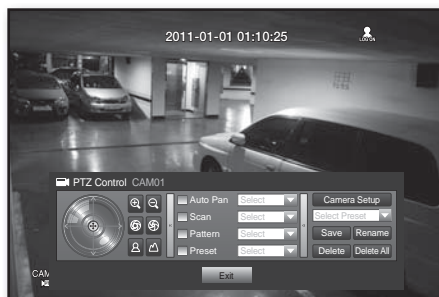 2011-01-01 01:10:25
LOG ON
PTZ Control CAM01
Auto Pan Select
Scan Select
Pattern Select
Preset Select
Camera Setup
Select Preset
Save Rename
Delete Delete All
Exit
CAM